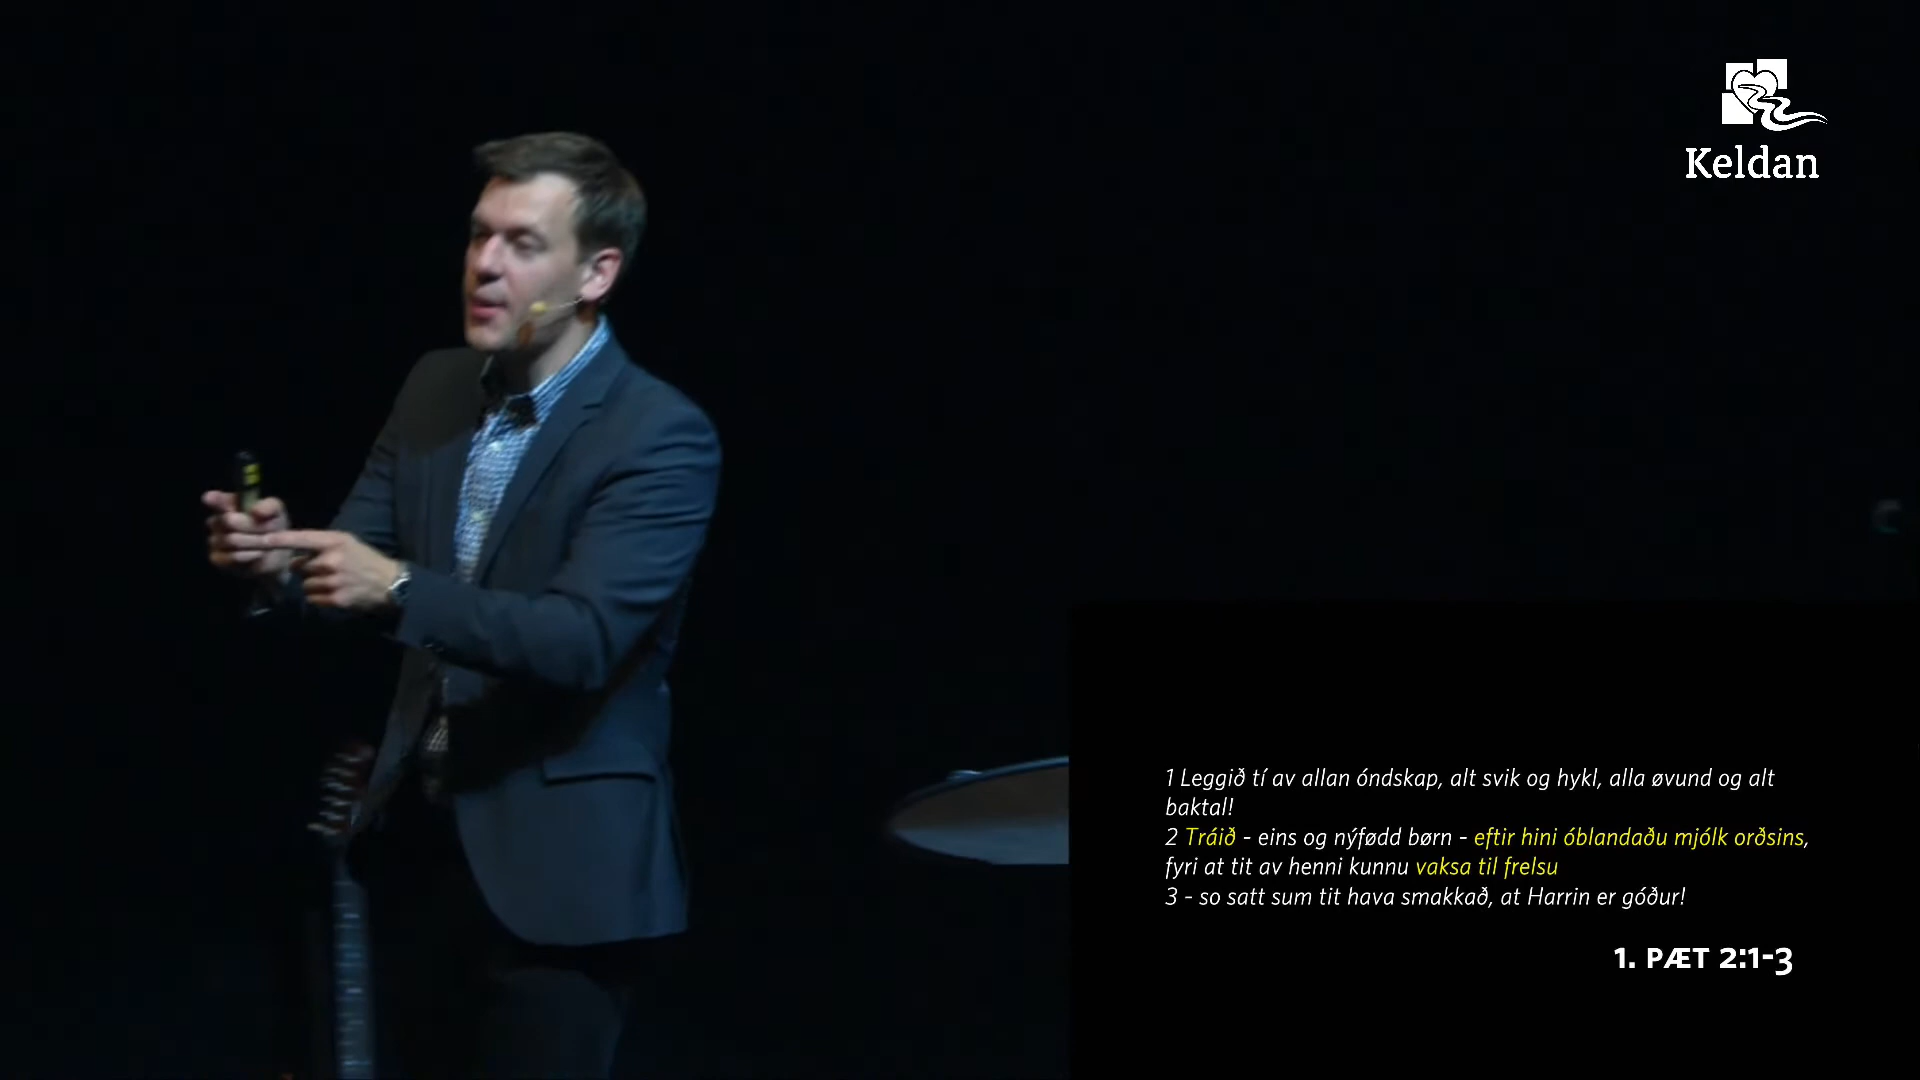 Keldan
1 Leggið tí av allan óndskap, alt svik og hykl, alla øvund og alt
baktal!
2 Tráið - eins og nýfødd børn - eftir hini óblandaðu mjólk orðsins,
fyri at tit av henni kunnu vaksa til frelsu
3 - so satt sum tit hava smakkað, at Harrin er góður!
1. PÆT 2:1-3